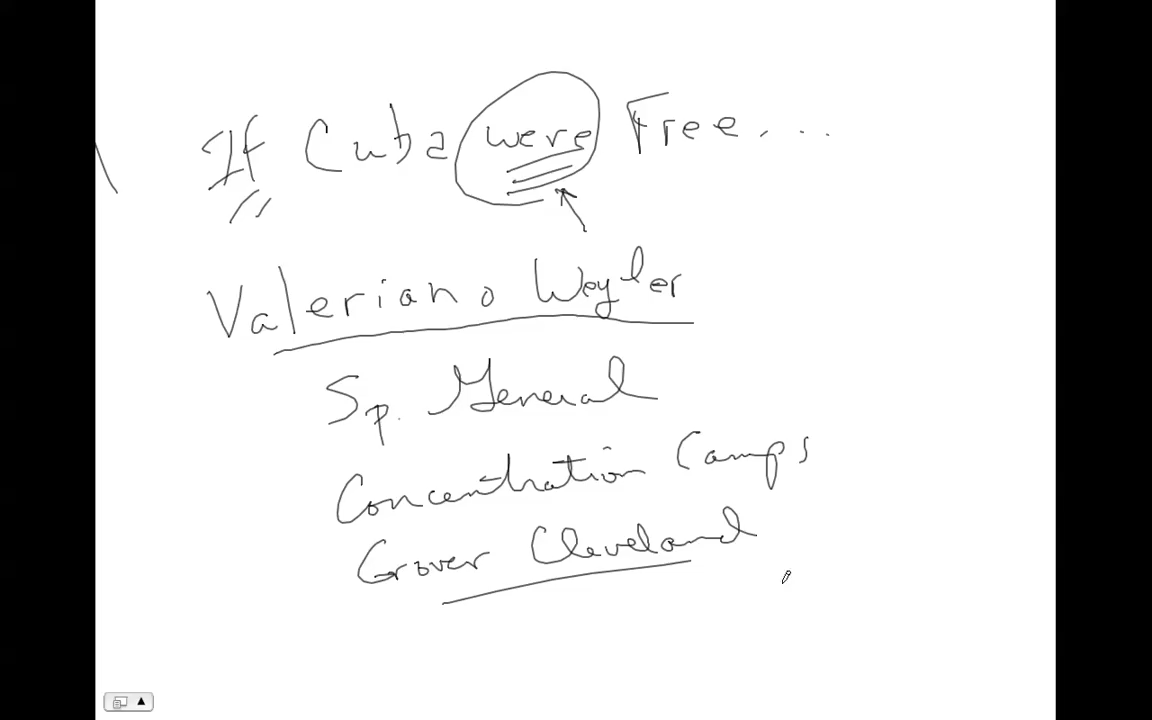 If Cuba were Free....
Valeriano Weyler
Sp. General
Concentration Camps
Grover Cleveland